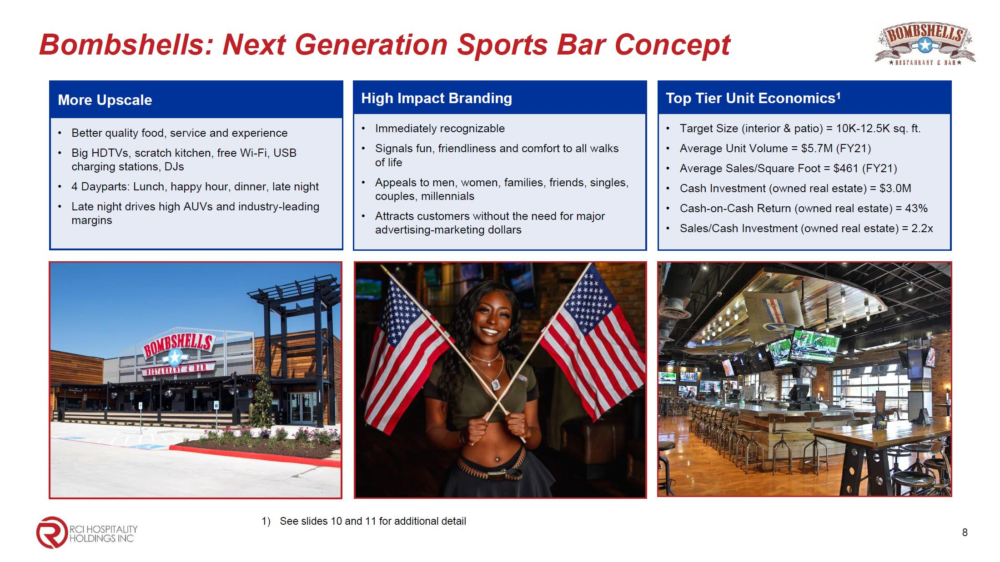 Bombshells: Next Generation Sports Bar Concept
BOMBSHELLS
★ RESTAURANT & BAR ★
More Upscale
• Better quality food, service and experience
• Big HDTVs, scratch kitchen, free Wi-Fi, USB
charging stations, DJs
• 4 Dayparts: Lunch, happy hour, dinner, late night
• Late night drives high AUVs and industry-leading
margins
High Impact Branding
• Immediately recognizable
• Signals fun, friendliness and comfort to all walks
of life
• Appeals to men, women, families, friends, singles,
couples, millennials
• Attracts customers without the need for major
advertising-marketing dollars
Top Tier Unit Economics¹
• Target Size (interior & patio) = 10K-12.5K sq. ft.
• Average Unit Volume = $5.7M (FY21)
• Average Sales/Square Foot = $461 (FY21)
• Cash Investment (owned real estate) = $3.0M
• Cash-on-Cash Return (owned real estate) = 43%
• Sales/Cash Investment (owned real estate) = 2.2x
BOMBSHELLS
RESTAURANT & BAR
1) See slides 10 and 11 for additional detail
RCI HOSPITALITY
HOLDINGS INC
8